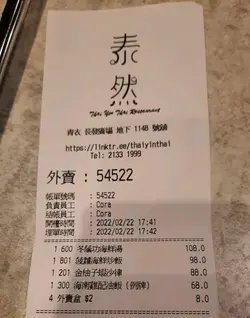 泰
然
Thai Yin Thai Restaurant
青衣 長發廣場 地下 114B 號舖
https://linktr.ee/thaiyinthai
Tel: 2133 1999
外賣 : 54522
帳單號碼 : 54522
負責員工 : Cora
結帳員工 : Cora
開檯時間 : 2022/02/22 17:41
埋單時間 : 2022/02/22 17:42
1 600 冬蔭功海鮮湯 108.0
1 801 海鮮炒飯 98.0
1 201 金柚子蝦沙律 88.0
1 300 海南雞配油飯 (例牌) 68.0
4 外賣盒 $2 8.0